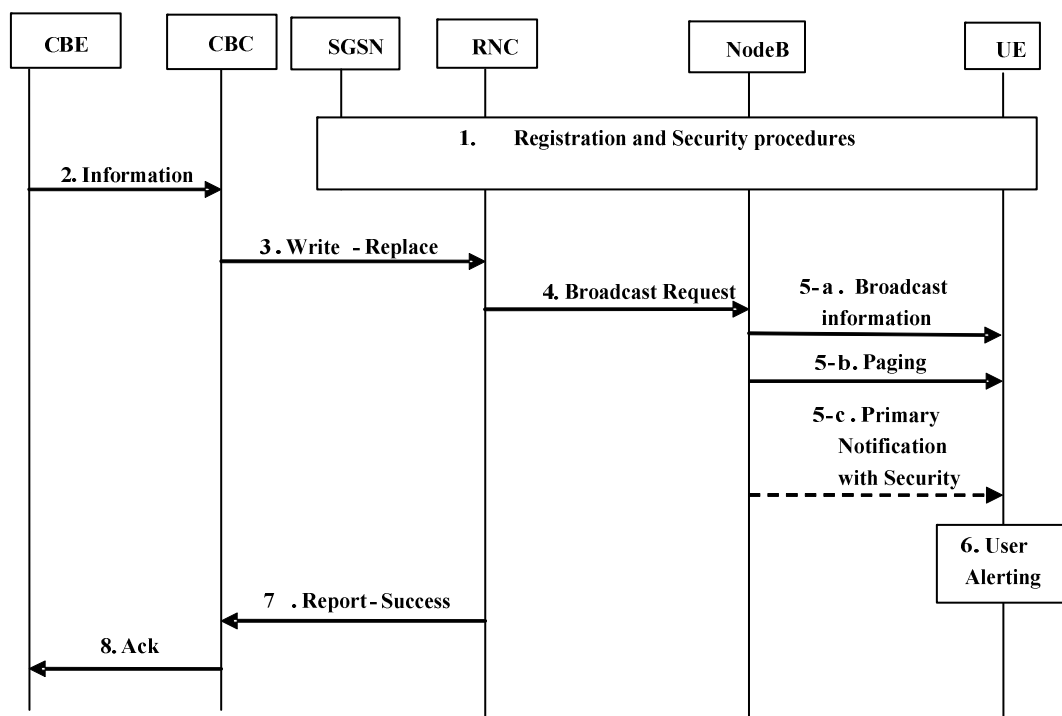 CBE
CBC
SGSN
RNC
NodeB
UE
1. Registration and Security procedures
2. Information
3. Write - Replace
4. Broadcast Request
5-a. Broadcast
information
5-b. Paging
5-c. Primary
Notification
with Security
6. User
Alerting
7 . Report-Success
8. Ack